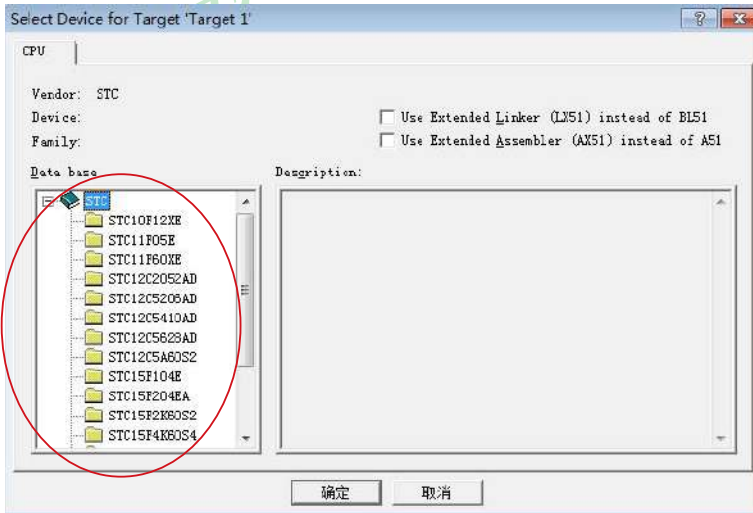 Select Device for Target 'Target 1'
CPU
Vendor: STC
Device:
Use Extended Linker (LX51) instead of BL51
Family:
Use Extended Assembler (AX51) instead of A51
Data base
Description:
STC
STC10F12XE
STC11F05E
STC11F60XE
STC12C2052AD
STC12C5206AD
STC12C5410AD
STC12C5628AD
STC12C5A60S2
STC15F104E
STC15F204EA
STC15F2K60S2
STC15F4K60S4
确定
取消